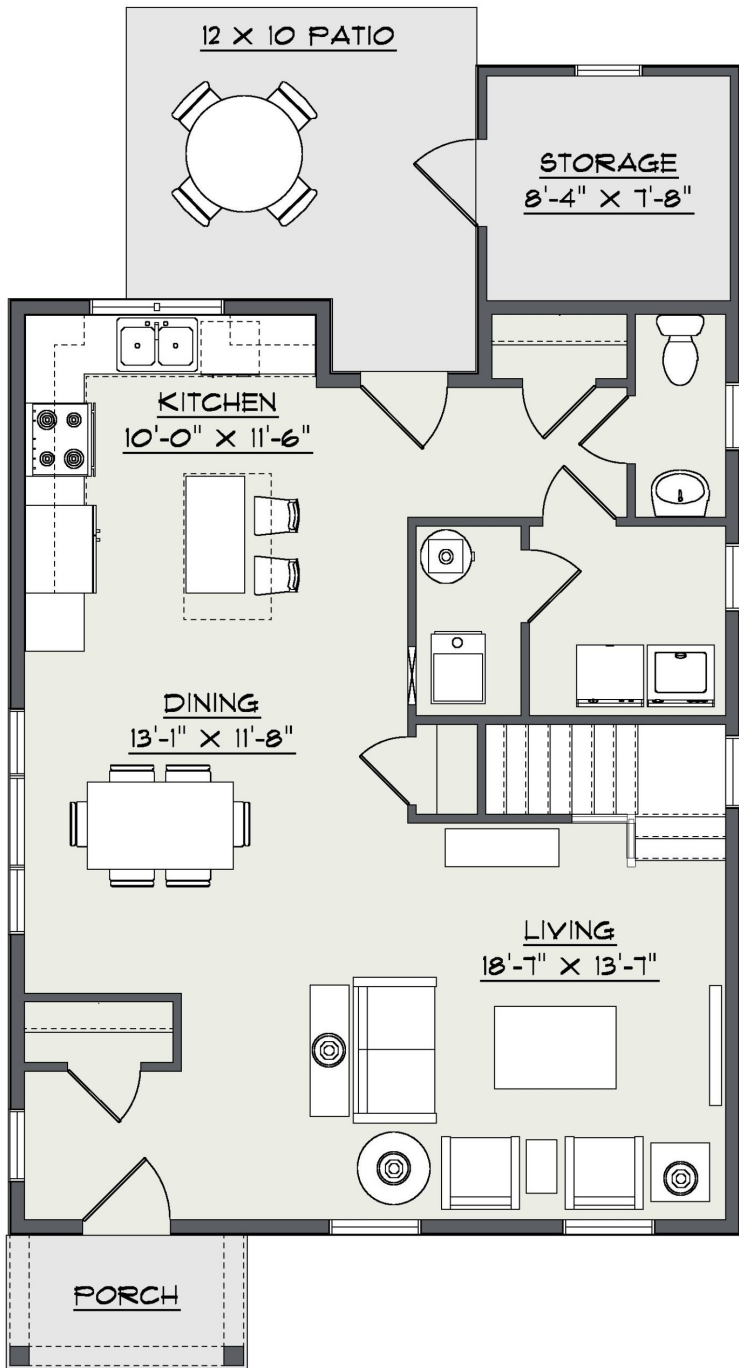 12 X 10 PATIO
STORAGE
8'-4" X 7'-8"
KITCHEN
10'-0" X 11'-6"
DINING
13'-1" X 11'-8"
LIVING
18'-7" X 13'-7"
PORCH